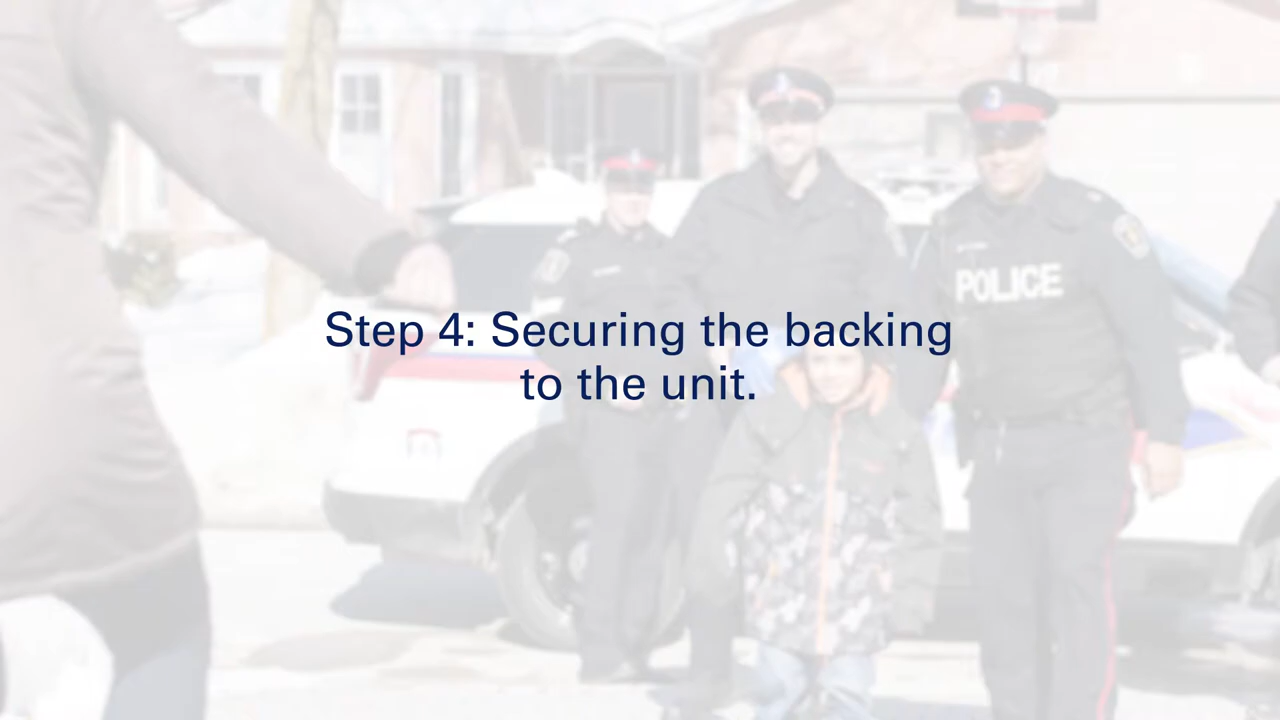 POLICE
Step 4: Securing the backing
to the unit.